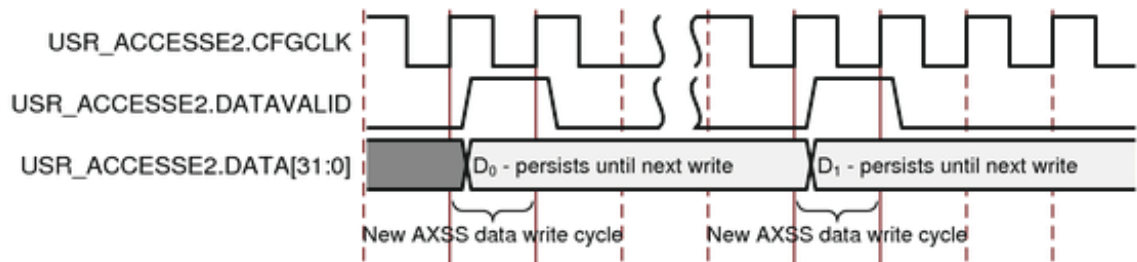 USR_ACCESSE2.CFGCLK
USR_ACCESSE2.DATAVALID
USR_ACCESSE2.DATA[31:0]
D0 - persists until next write
D1 - persists until next write
New AXSS data write cycle
New AXSS data write cycle